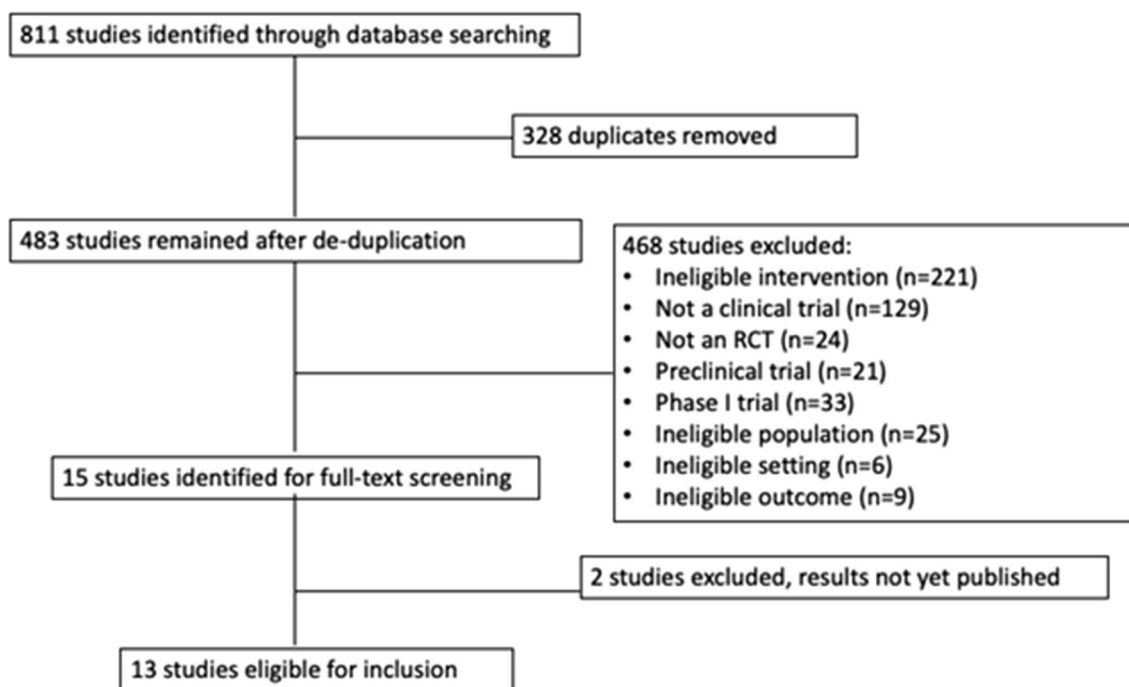 811 studies identified through database searching
328 duplicates removed
483 studies remained after de-duplication
468 studies excluded:
• Ineligible intervention (n=221)
• Not a clinical trial (n=129)
• Not an RCT (n=24)
• Preclinical trial (n=21)
• Phase I trial (n=33)
• Ineligible population (n=25)
• Ineligible setting (n=6)
• Ineligible outcome (n=9)
15 studies identified for full-text screening
2 studies excluded, results not yet published
13 studies eligible for inclusion